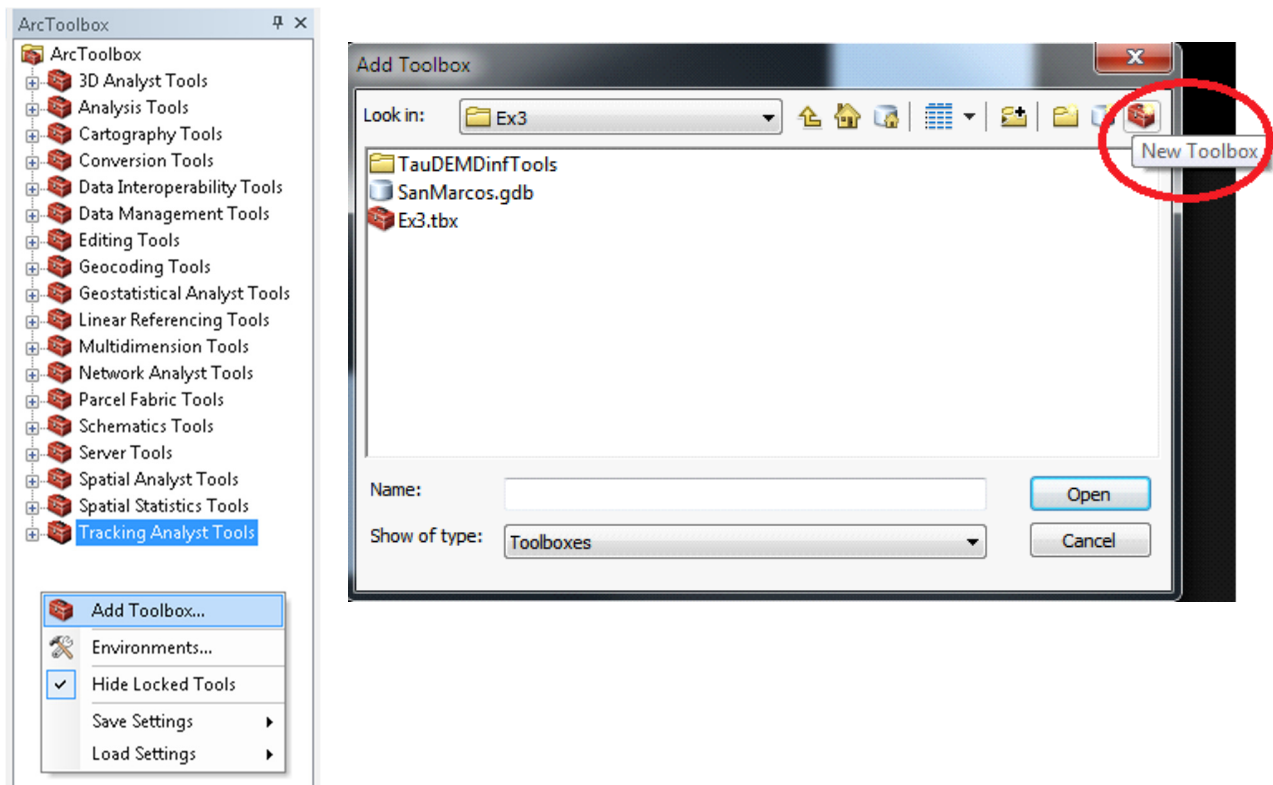 ArcToolbox
ArcToolbox
3D Analyst Tools
Analysis Tools
Cartography Tools
Conversion Tools
Data Interoperability Tools
Data Management Tools
Editing Tools
Geocoding Tools
Geostatistical Analyst Tools
Linear Referencing Tools
Multidimension Tools
Network Analyst Tools
Parcel Fabric Tools
Schematics Tools
Server Tools
Spatial Analyst Tools
Spatial Statistics Tools
Tracking Analyst Tools
Add Toolbox...
Environments...
Hide Locked Tools
Save Settings
Load Settings
Add Toolbox
Look in: Ex3
New Toolbox
TauDEMDinfTools
SanMarcos.gdb
Ex3.tbx
Name:
Open
Show of type: Toolboxes
Cancel